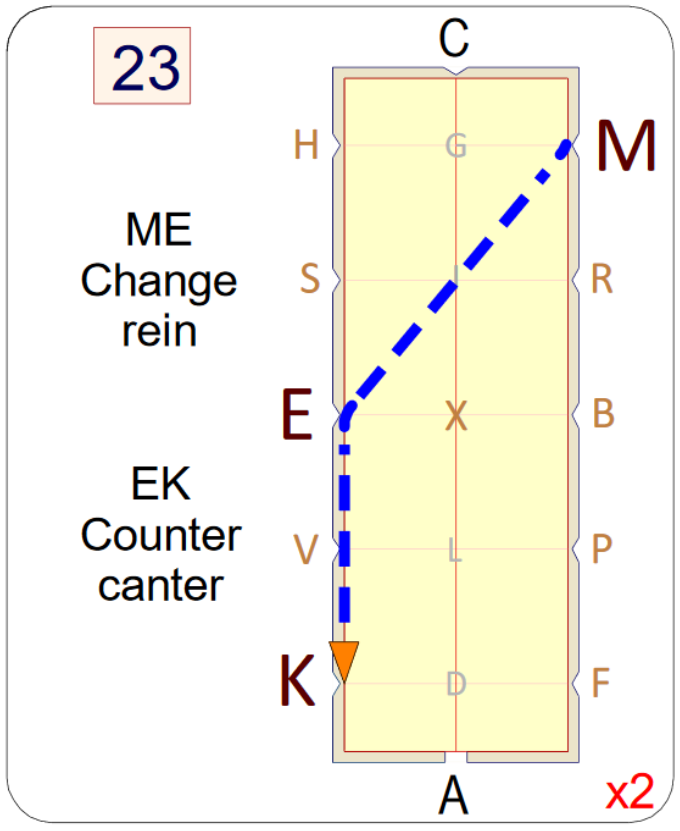 C
23
H G M
ME
Change
rein
S I R
E X B
EK
Counter
canter
V L P
K D F
A
x2